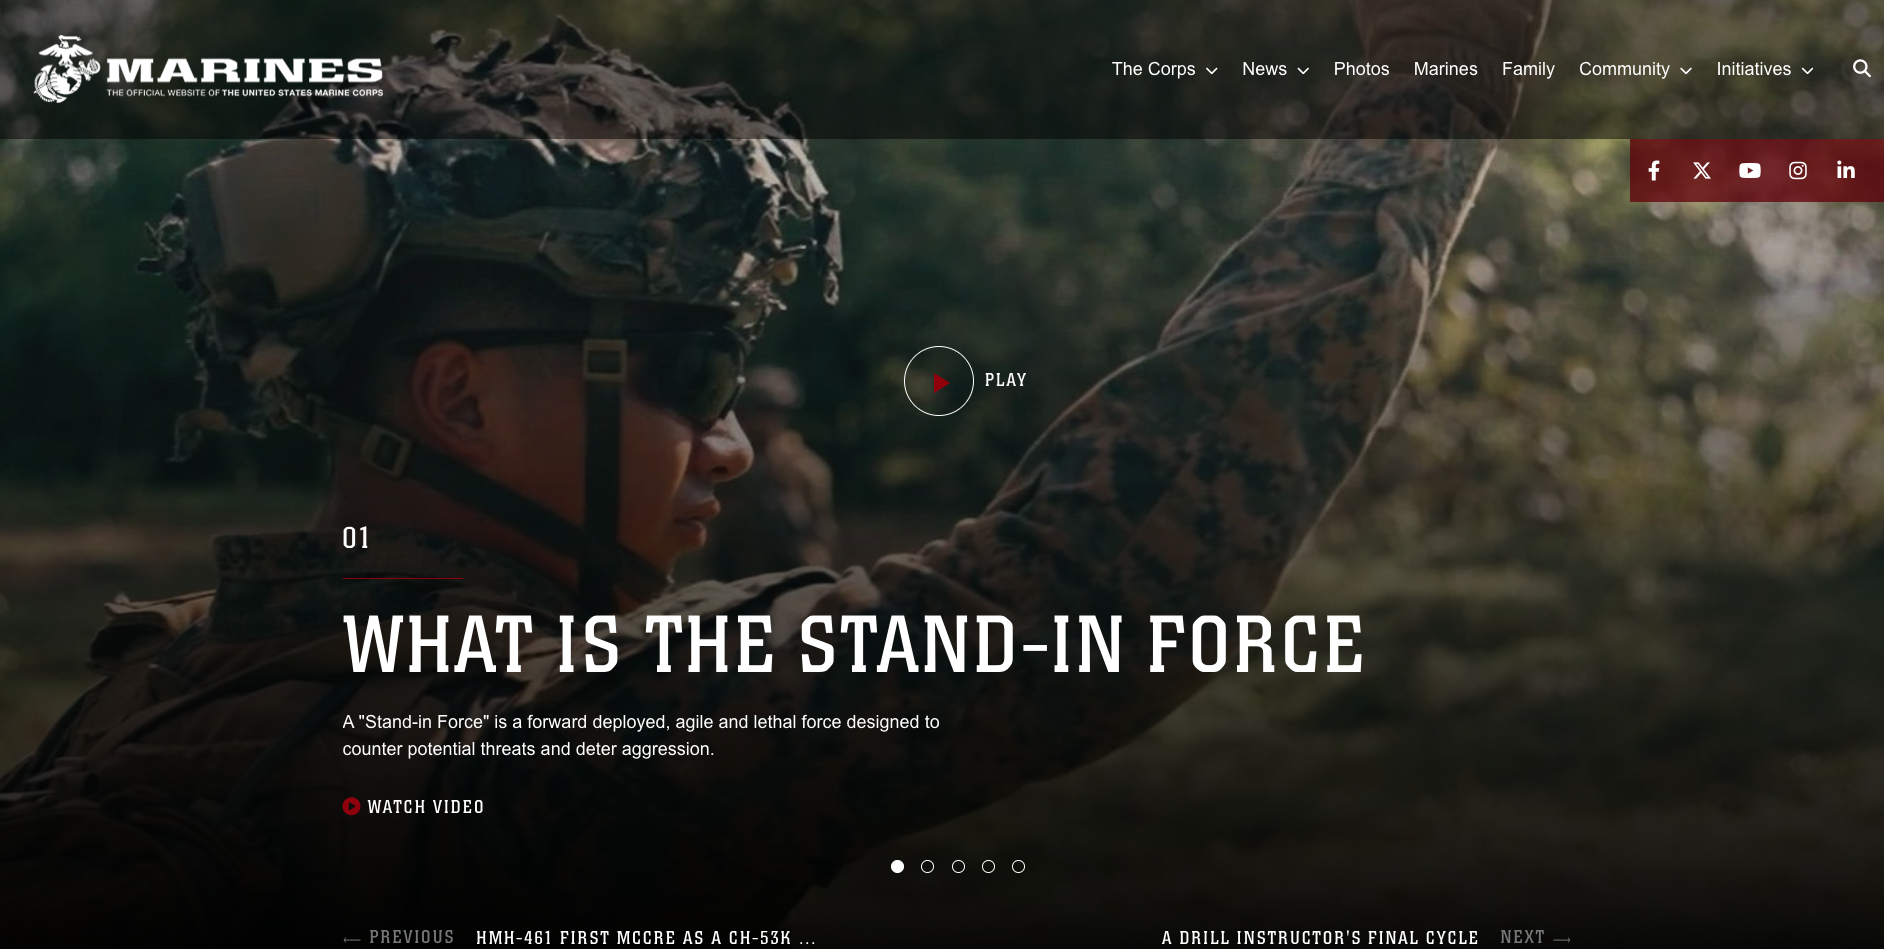 MARINES
THE OFFICIAL WEBSITE OF THE UNITED STATES MARINE CORPS
The Corps News Photos Marines Family Community Initiatives
PLAY
01
WHAT IS THE STAND-IN FORCE
A "Stand-in Force" is a forward deployed, agile and lethal force designed to
counter potential threats and deter aggression.
WATCH VIDEO
← PREVIOUS HMH-461 FIRST MCCRE AS A CH-53K ... A DRILL INSTRUCTOR'S FINAL CYCLE NEXT →